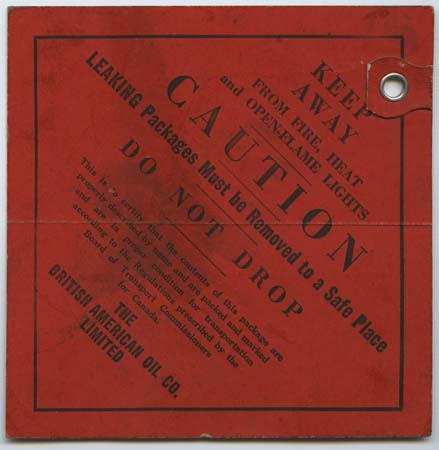 KEEP
AWAY
FROM FIRE, HEAT
and OPEN-FLAME LIGHTS
CAUTION
LEAKING Packages Must be Removed to a Safe Place
DO NOT DROP
This is to certify that the contents of this package are
properly described by name and are packed and marked
and are in proper condition for transportation
according to the Regulations prescribed by the
Board of Transport Commissioners
for Canada.
THE
BRITISH AMERICAN OIL CO.
LIMITED